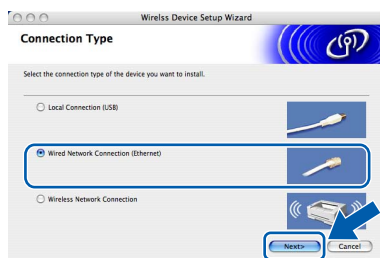 Wirelss Device Setup Wizard
Connection Type
Select the connection type of the device you want to install.
Local Connection (USB)
Wired Network Connection (Ethernet)
Wireless Network Connection
Next>
Cancel